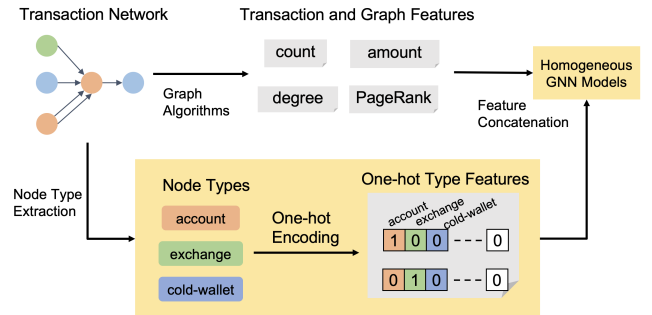 Transaction Network
Transaction and Graph Features
count
amount
degree
PageRank
Graph
Algorithms
Homogeneous
GNN Models
Feature
Concatenation
Node Type
Extraction
Node Types
account
exchange
cold-wallet
One-hot
Encoding
One-hot Type Features
account
exchange
cold-wallet
1 0 0 --- 0
0 1 0 --- 0